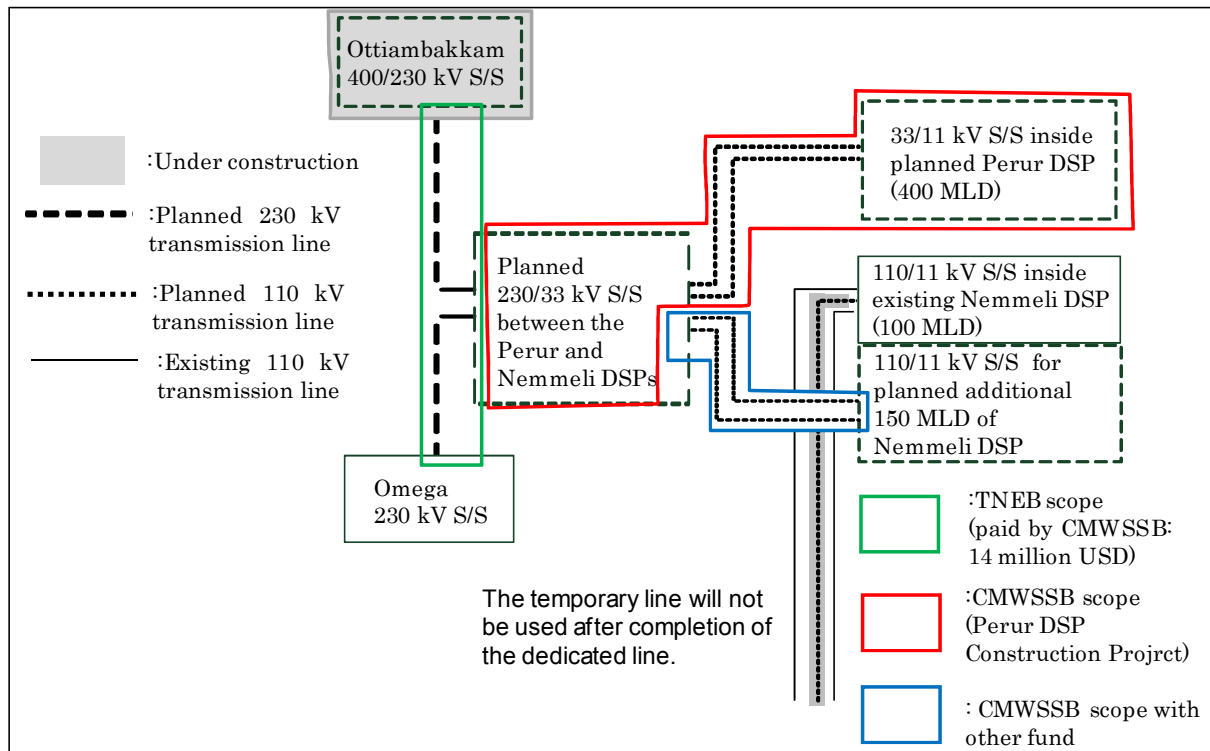 Ottiambakkam
400/230 kV S/S
:Under construction
:Planned 230 kV
transmission line
:Planned 110 kV
transmission line
:Existing 110 kV
transmission line
Planned
230/33 kV S/S
between the
Perur and
Nemmeli DSPs
Omega
230 kV S/S
33/11 kV S/S inside
planned Perur DSP
(400 MLD)
110/11 kV S/S inside
existing Nemmeli DSP
(100 MLD)
110/11 kV S/S for
planned additional
150 MLD of
Nemmeli DSP
The temporary line will not
be used after completion of
the dedicated line.
:TNEB scope
(paid by CMWSSB:
14 million USD)
:CMWSSB scope
(Perur DSP
Construction Projrct)
: CMWSSB scope with
other fund